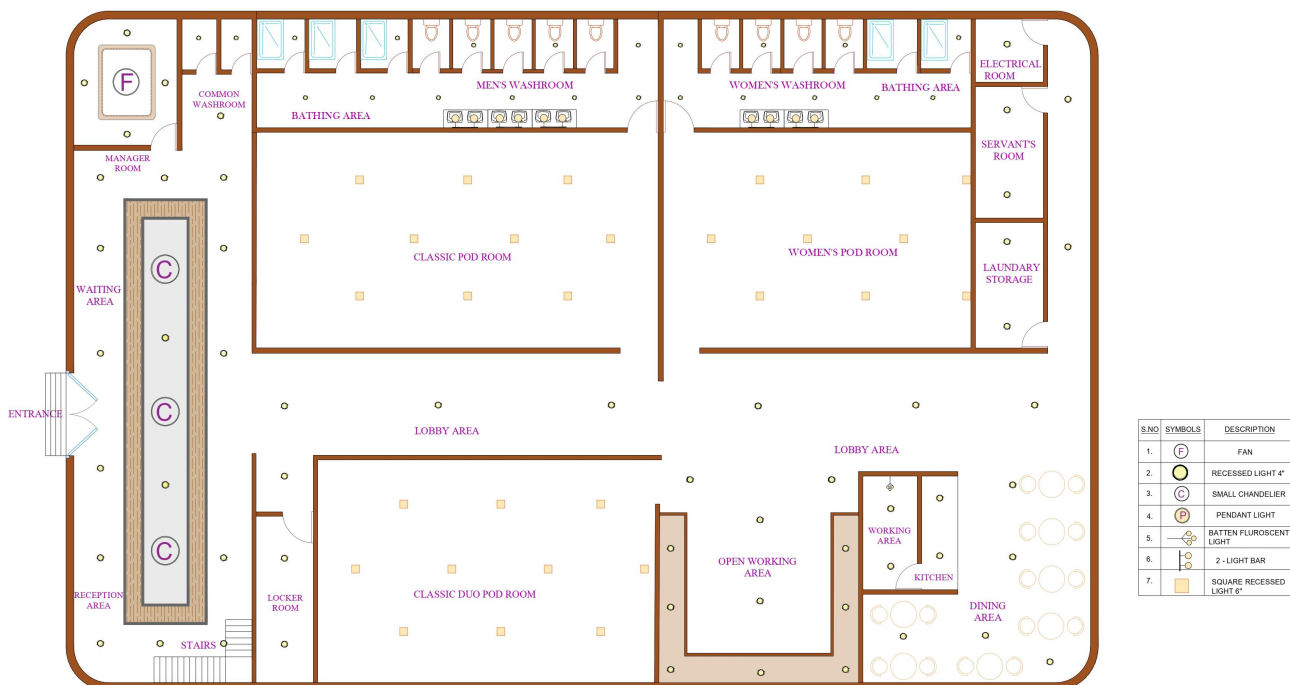 F
COMMON
WASHROOM
MANAGER
ROOM
MEN'S WASHROOM
BATHING AREA
WOMEN'S WASHROOM
BATHING AREA
ELECTRICAL
ROOM
SERVANT'S
ROOM
CLASSIC POD ROOM
WOMEN'S POD ROOM
LAUNDARY
STORAGE
WAITING
AREA
C
ENTRANCE
C
LOBBY AREA
LOBBY AREA
C
RECEPTION
AREA
STAIRS
LOCKER
ROOM
CLASSIC DUO POD ROOM
OPEN WORKING
AREA
WORKING
AREA
KITCHEN
DINING
AREA
S.NO SYMBOLS DESCRIPTION
1. F FAN
2. RECESSED LIGHT 4"
3. C SMALL CHANDELIER
4. P PENDANT LIGHT
5. BATTEN FLUROSCENT
LIGHT
6. 2 - LIGHT BAR
7. SQUARE RECESSED
LIGHT 6"